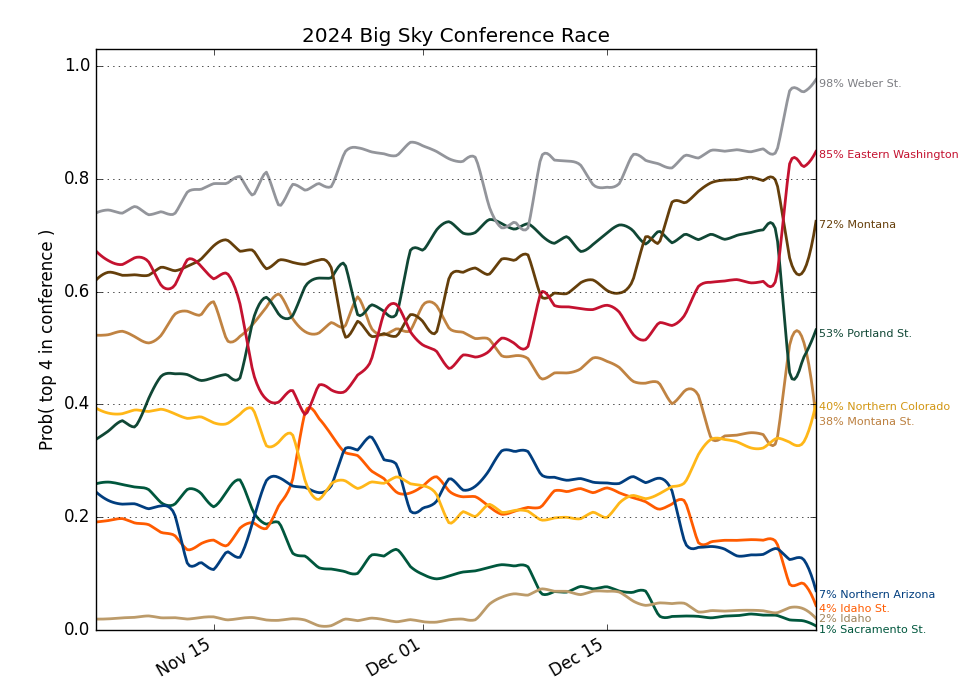 2024 Big Sky Conference Race
Prob( top 4 in conference )
1.0
0.8
0.6
0.4
0.2
0.0
Nov 15
Dec 01
Dec 15
98% Weber St.
85% Eastern Washington
72% Montana
53% Portland St.
40% Northern Colorado
38% Montana St.
7% Northern Arizona
4% Idaho St.
2% Idaho
1% Sacramento St.